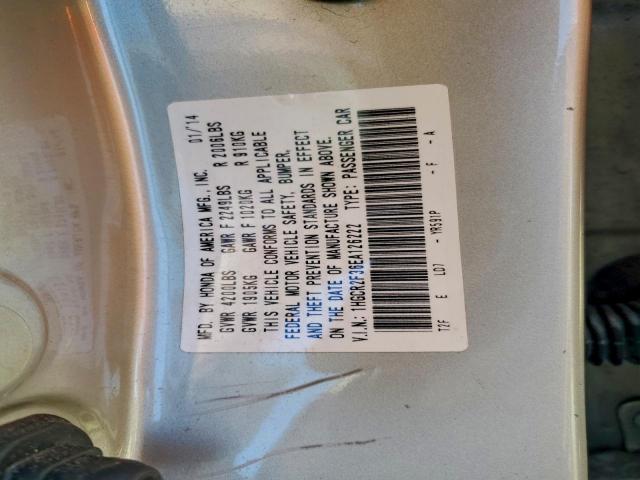 MFD. BY HONDA OF AMERICA MFG., INC. 01/14
GVWR 4200LBS GAWR F 2249LBS R 2006LBS
GVWR 1905KG GAWR F 1020KG R 910KG
THIS VEHICLE CONFORMS TO ALL APPLICABLE
FEDERAL MOTOR VEHICLE SAFETY, BUMPER,
AND THEFT PREVENTION STANDARDS IN EFFECT
ON THE DATE OF MANUFACTURE SHOWN ABOVE.
V.I.N.: 1HGCR2F36EA126222 TYPE: PASSENGER CAR
T2F E LD7 - YR591P - F - A